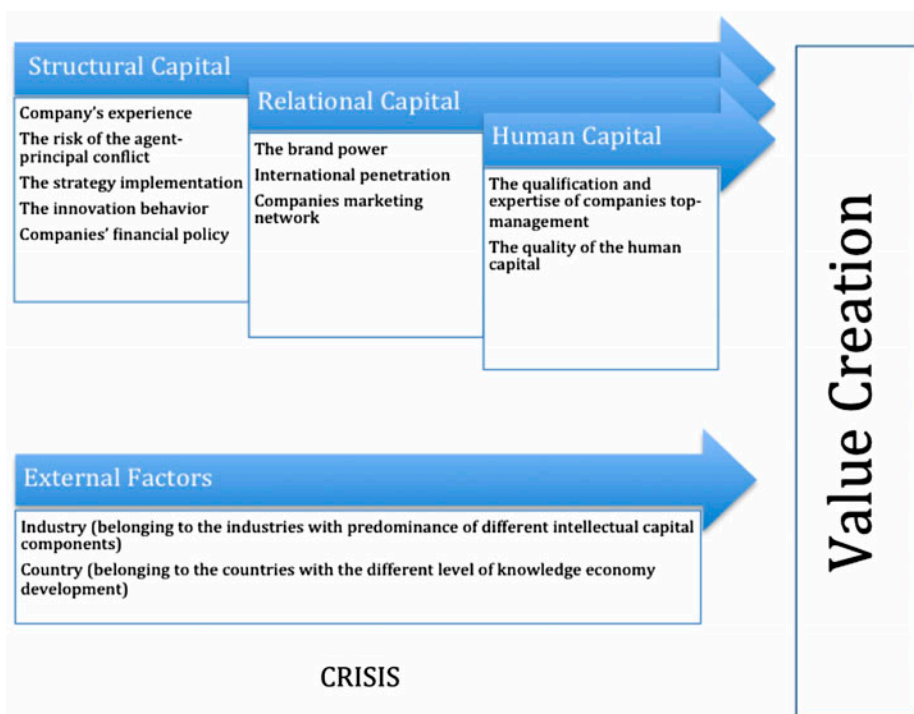 Structural Capital
Company's experience
The risk of the agent-
principal conflict
The strategy implementation
The innovation behavior
Companies' financial policy
Relational Capital
The brand power
International penetration
Companies marketing
network
Human Capital
The qualification and
expertise of companies top-
management
The quality of the human
capital
External Factors
Industry (belonging to the industries with predominance of different intellectual capital
components)
Country (belonging to the countries with the different level of knowledge economy
development)
CRISIS
Value Creation